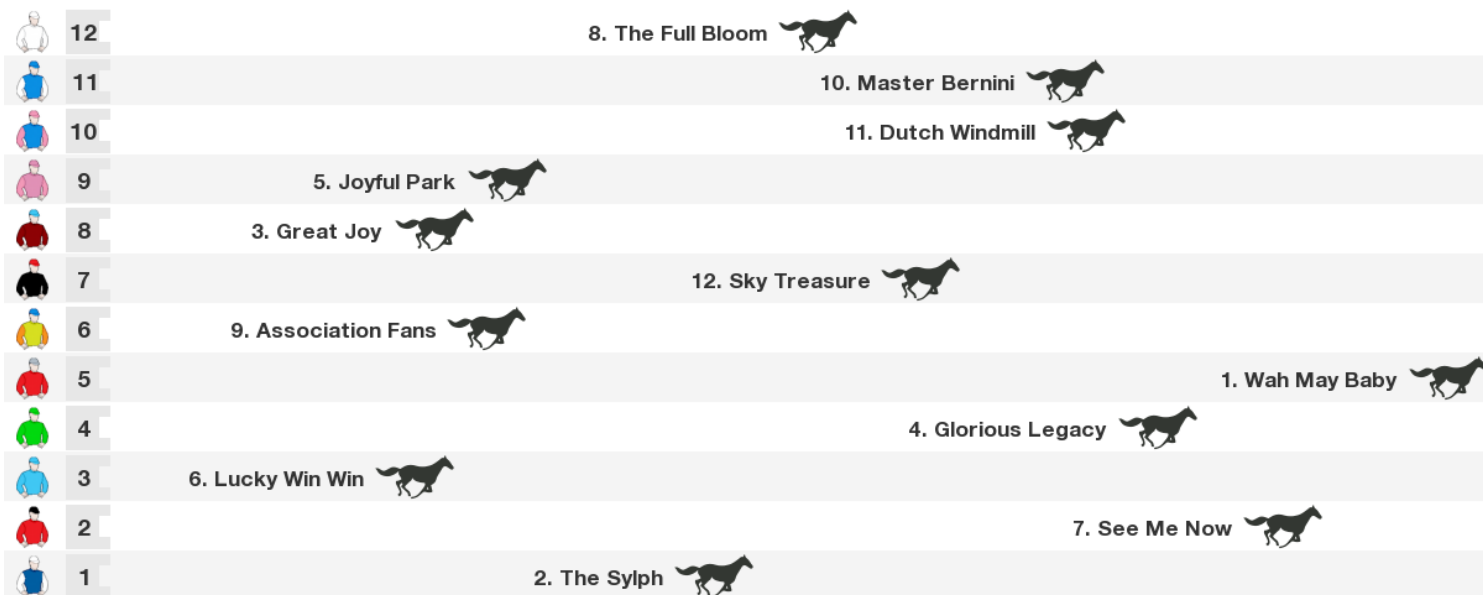 12 8. The Full Bloom
11 10. Master Bernini
10 11. Dutch Windmill
9 5. Joyful Park
8 3. Great Joy
7 12. Sky Treasure
6 9. Association Fans
5 1. Wah May Baby
4 4. Glorious Legacy
3 6. Lucky Win Win
2 7. See Me Now
1 2. The Sylph